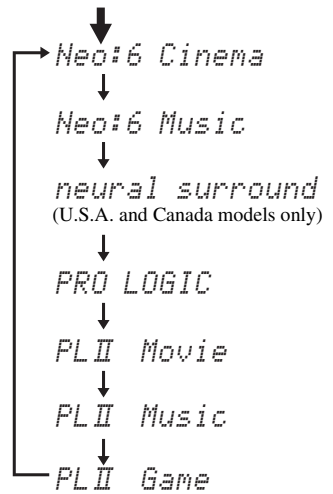 Neo:6 Cinema
Neo:6 Music
neural surround
(U.S.A. and Canada models only)
PRO LOGIC
PLⅡ Movie
PLⅡ Music
PLⅡ Game